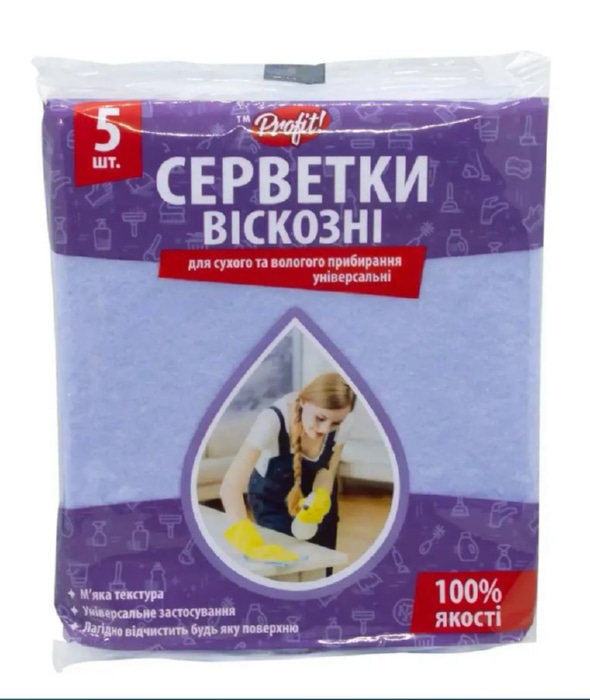 5
шт.
™ Profit!
СЕРВЕТКИ
ВІСКОЗНІ
для сухого та вологого прибирання
універсальні
М'яка текстура
Універсальне застосування
Лагідно відчистить будь яку поверхню
100%
якості